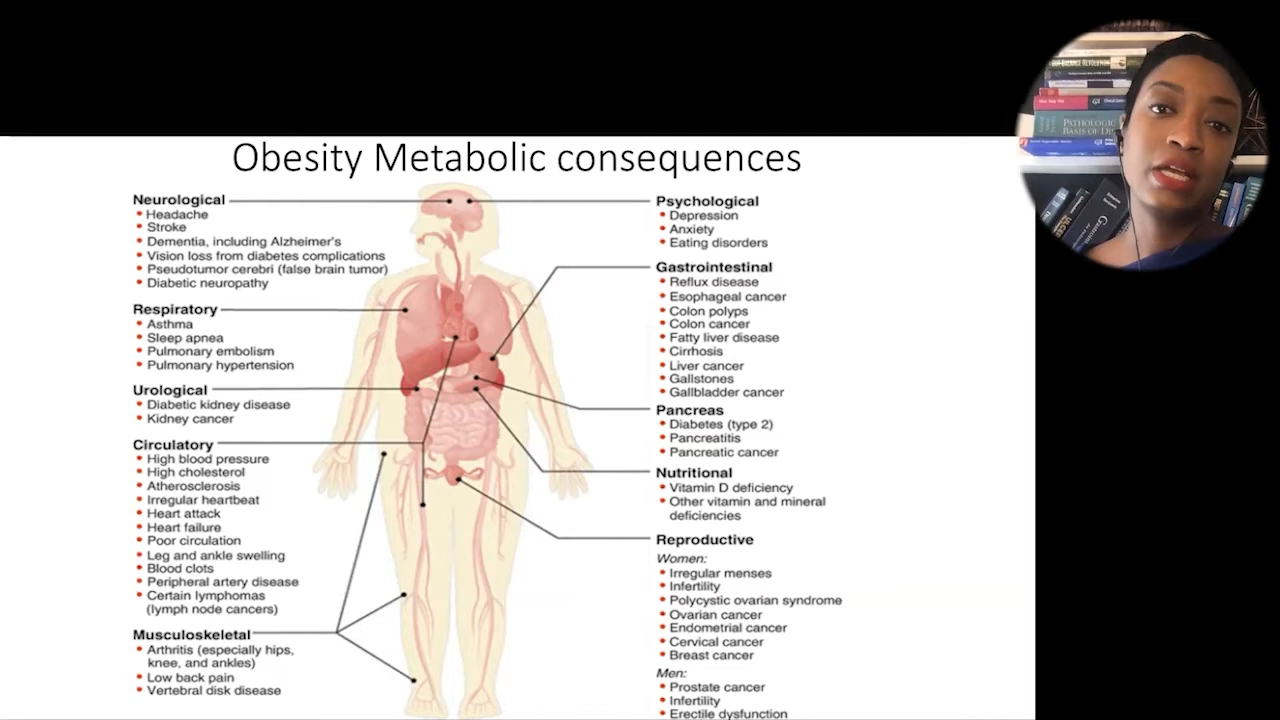 Obesity Metabolic consequences
Neurological
• Headache
• Stroke
• Dementia, including Alzheimer's
• Vision loss from diabetes complications
• Pseudotumor cerebri (false brain tumor)
• Diabetic neuropathy
Respiratory
• Asthma
• Sleep apnea
• Pulmonary embolism
• Pulmonary hypertension
Urological
• Diabetic kidney disease
• Kidney cancer
Circulatory
• High blood pressure
• High cholesterol
• Atherosclerosis
• Irregular heartbeat
• Heart attack
• Heart failure
• Poor circulation
• Leg and ankle swelling
• Blood clots
• Peripheral artery disease
• Certain lymphomas
(lymph node cancers)
Musculoskeletal
• Arthritis (especially hips,
knee, and ankles)
• Low back pain
• Vertebral disk disease
Psychological
• Depression
• Anxiety
• Eating disorders
Gastrointestinal
• Reflux disease
• Esophageal cancer
• Colon polyps
• Colon cancer
• Fatty liver disease
• Cirrhosis
• Liver cancer
• Gallstones
• Gallbladder cancer
Pancreas
• Diabetes (type 2)
• Pancreatitis
• Pancreatic cancer
Nutritional
• Vitamin D deficiency
• Other vitamin and mineral
deficiencies
Reproductive
Women:
• Irregular menses
• Infertility
• Polycystic ovarian syndrome
• Ovarian cancer
• Endometrial cancer
• Cervical cancer
• Breast cancer
Men:
• Prostate cancer
• Infertility
• Erectile dysfunction
BALANCE REVOLUTION
PATHOLOGIC
BASIS OF